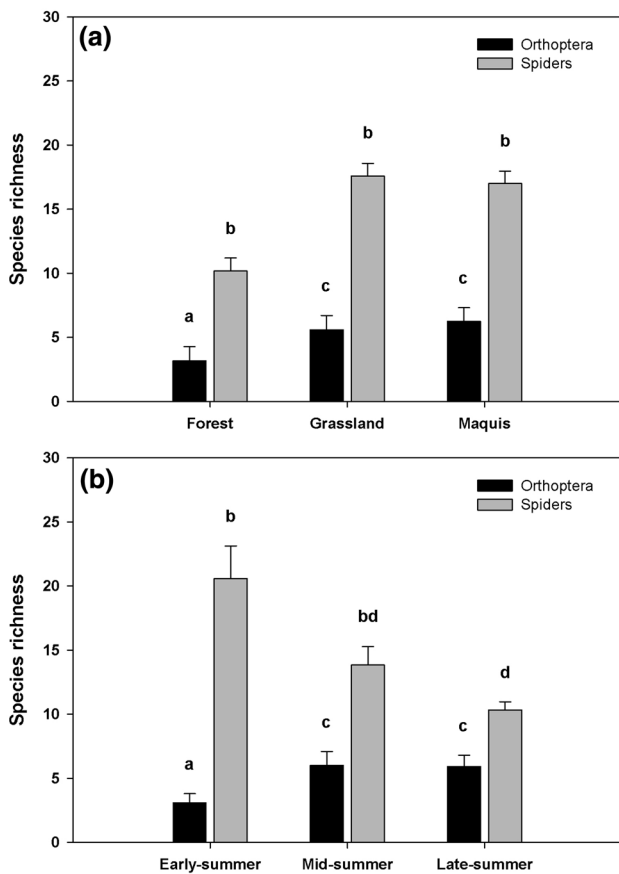 (a)
Orthoptera
Spiders
Species richness
30
25
20
15
10
5
0
a
b
c
b
c
b
Forest Grassland Maquis
(b)
Orthoptera
Spiders
Species richness
30
25
20
15
10
5
0
a
b
c
bd
c
d
Early-summer Mid-summer Late-summer